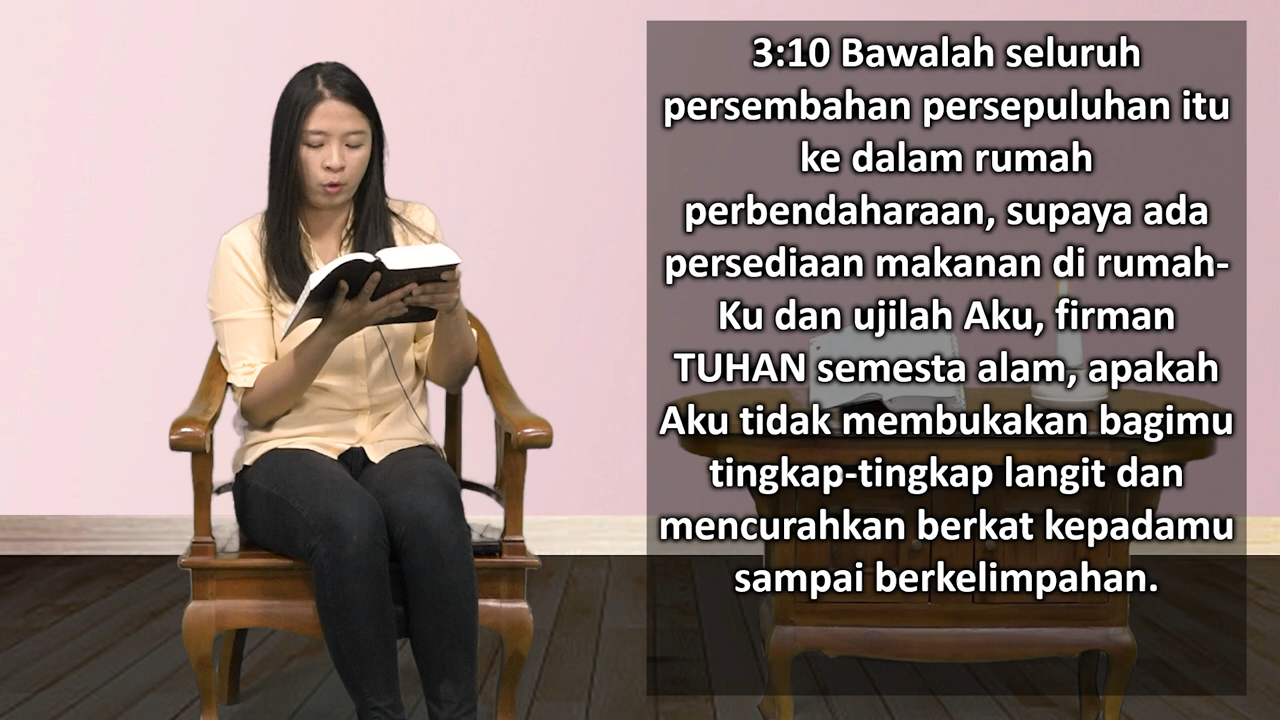 3:10 Bawalah seluruh
persembahan persepuluhan itu
ke dalam rumah
perbendaharaan, supaya ada
persediaan makanan di rumah-
Ku dan ujilah Aku, firman
TUHAN semesta alam, apakah
Aku tidak membukakan bagimu
tingkap-tingkap langit dan
mencurahkan berkat kepadamu
sampai berkelimpahan.